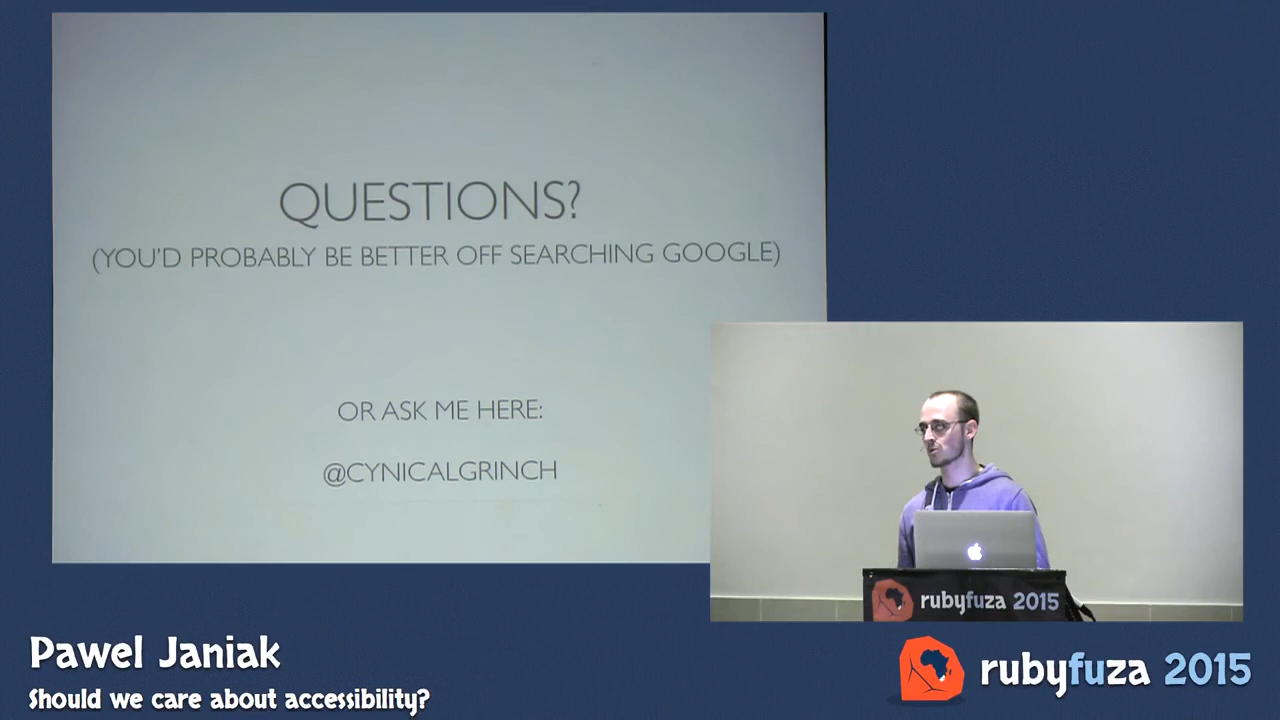 QUESTIONS?
(YOU'D PROBABLY BE BETTER OFF SEARCHING GOOGLE)
OR ASK ME HERE:
@CYNICALGRINCH
rubyfuza 2015
Pawel Janiak
Should we care about accessibility?
rubyfuza 2015